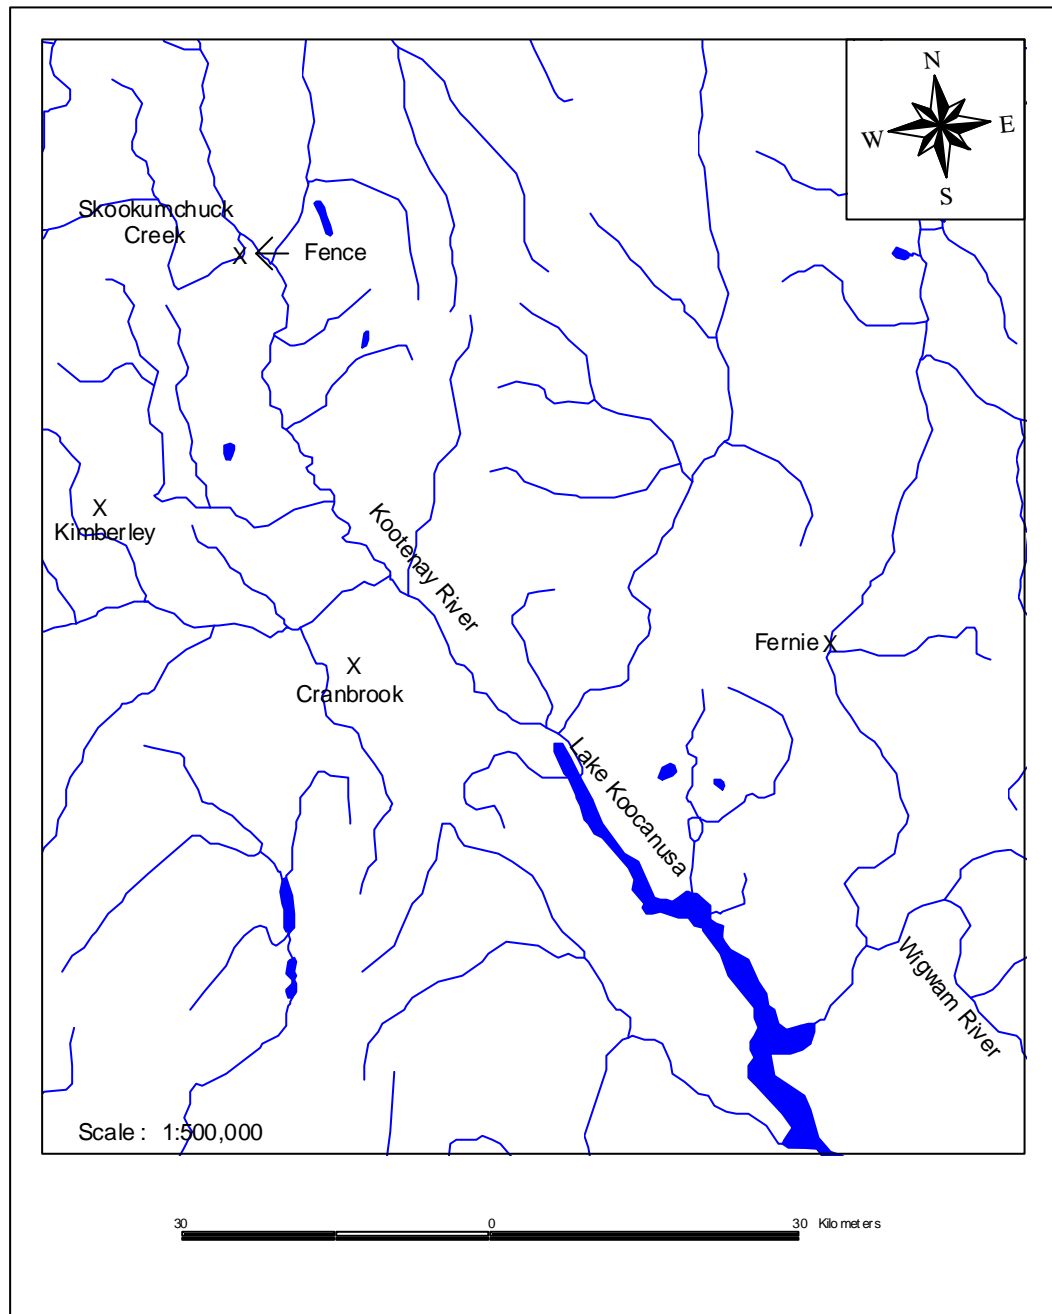 N
W E
S
Skookumchuck
Creek
X Fence
X
Kimberley
Kootenay River
Fernie X
X
Cranbrook
Lake Koocanusa
Wigwam River
Scale : 1:500,000
30 0 30 Kilometers